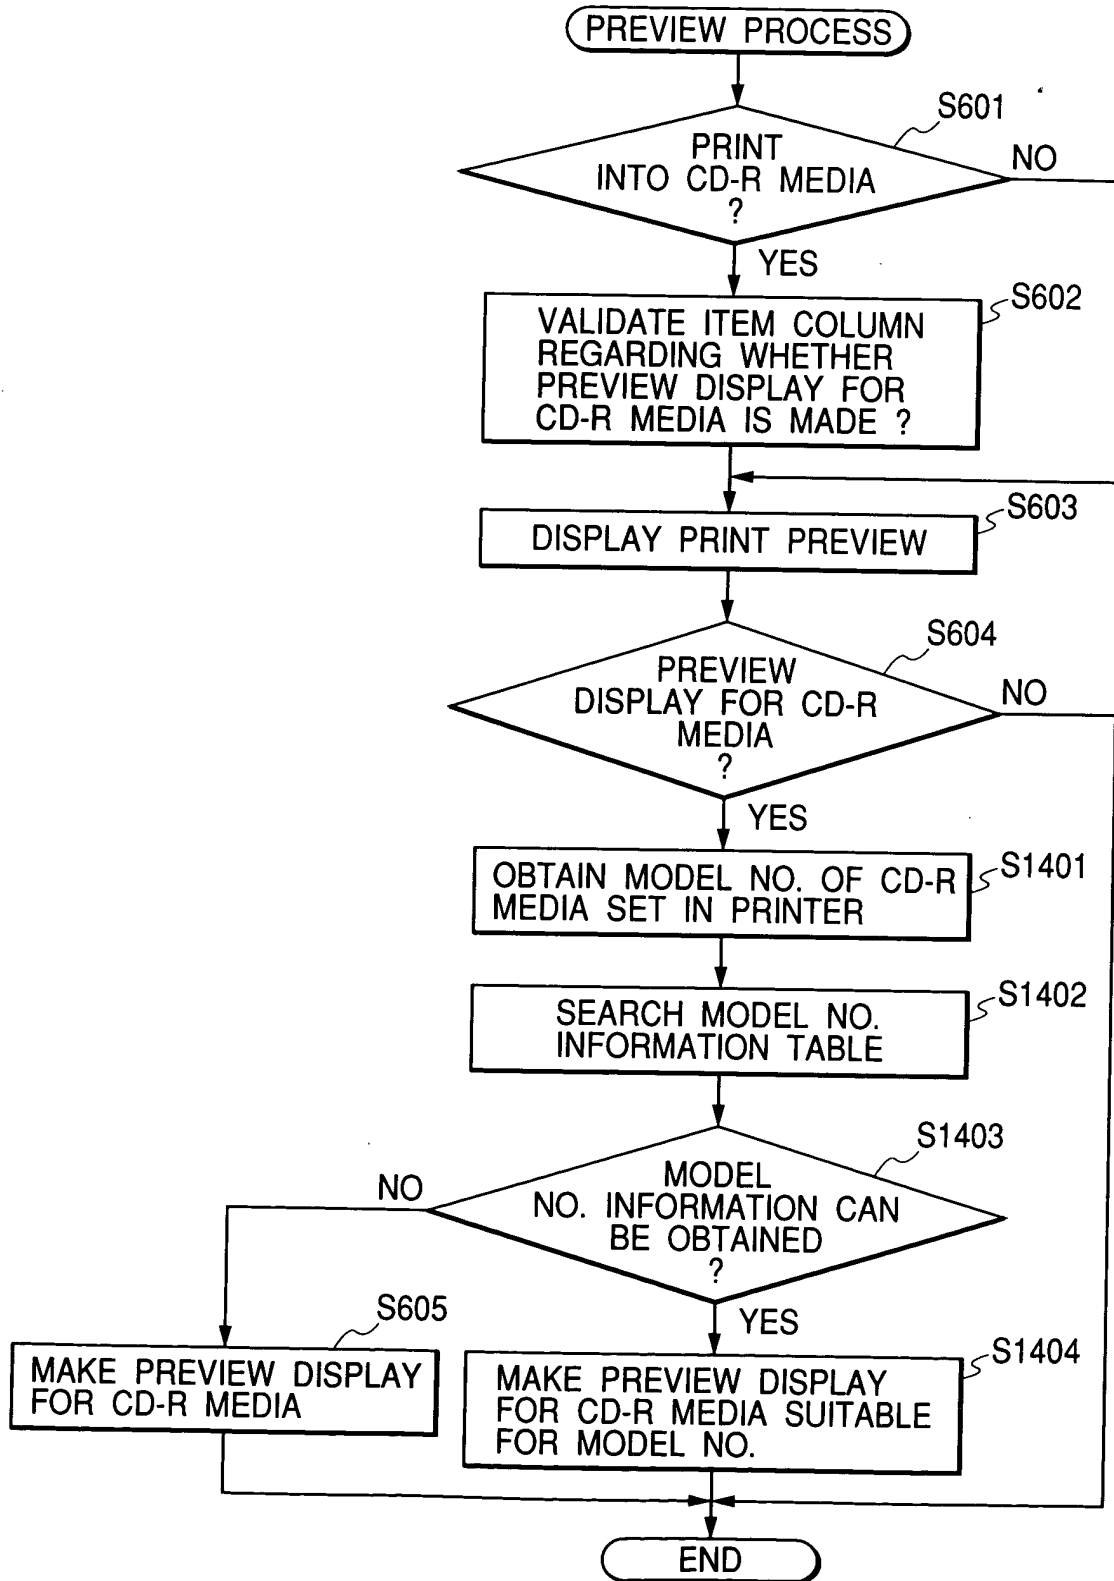 PREVIEW PROCESS
S601
PRINT
INTO CD-R MEDIA
?
NO
YES
S602
VALIDATE ITEM COLUMN
REGARDING WHETHER
PREVIEW DISPLAY FOR
CD-R MEDIA IS MADE ?
S603
DISPLAY PRINT PREVIEW
S604
PREVIEW
DISPLAY FOR CD-R
MEDIA
?
NO
YES
S1401
OBTAIN MODEL NO. OF CD-R
MEDIA SET IN PRINTER
S1402
SEARCH MODEL NO.
INFORMATION TABLE
S1403
MODEL
NO. INFORMATION CAN
BE OBTAINED
?
NO
YES
S605
MAKE PREVIEW DISPLAY
FOR CD-R MEDIA
S1404
MAKE PREVIEW DISPLAY
FOR CD-R MEDIA SUITABLE
FOR MODEL NO.
END